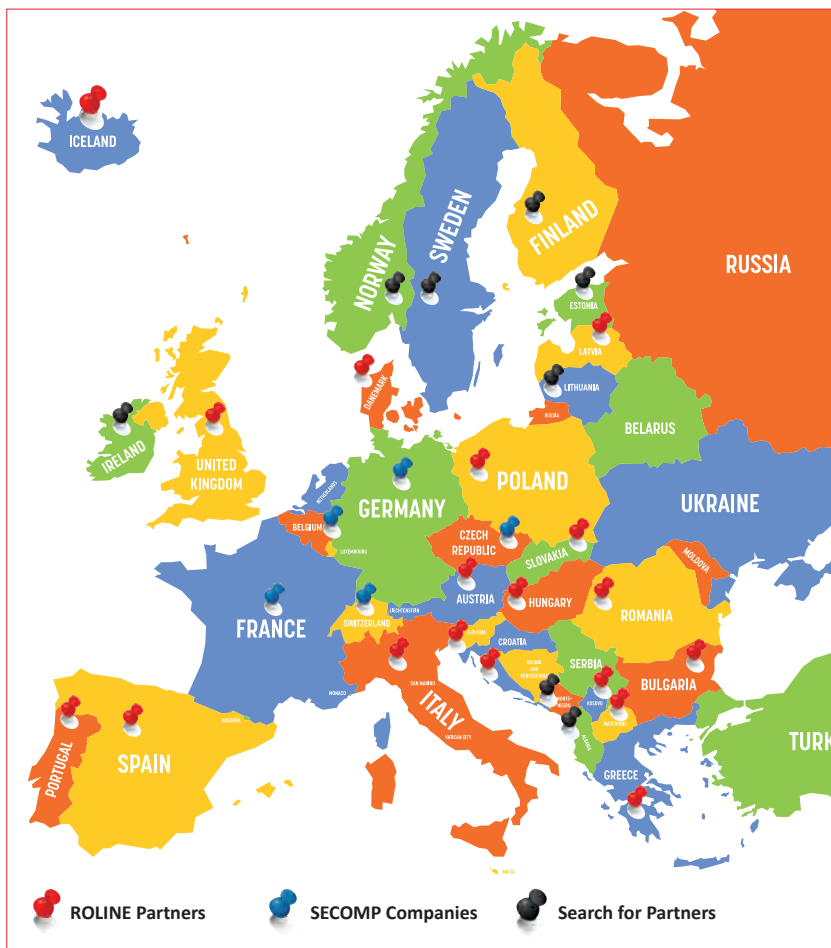 ICELAND
NORWAY
SWEDEN
FINLAND
RUSSIA
ESTONIA
LATVIA
LITHUANIA
RUSSIA
DANEMARK
BELARUS
IRELAND
UNITED
KINGDOM
NETHERLANDS
BELGIUM
LUXEMBOURG
GERMANY
POLAND
UKRAINE
CZECH
REPUBLIC
SLOVAKIA
MOLDOVA
FRANCE
SWITZERLAND
LIECHTENSTEIN
AUSTRIA
HUNGARY
ROMANIA
SLOVENIA
CROATIA
BOSNIA
AND
HERZEGOVINA
SERBIA
BULGARIA
MONACO
SAN MARINO
ITALY
VATICAN CITY
MONTE-
NEGRO
KOSOVO
MACEDONIA
ALBANIA
GREECE
TURK
ANDORRA
PORTUGAL
SPAIN
MALTA
ROLINE Partners
SECOMP Companies
Search for Partners